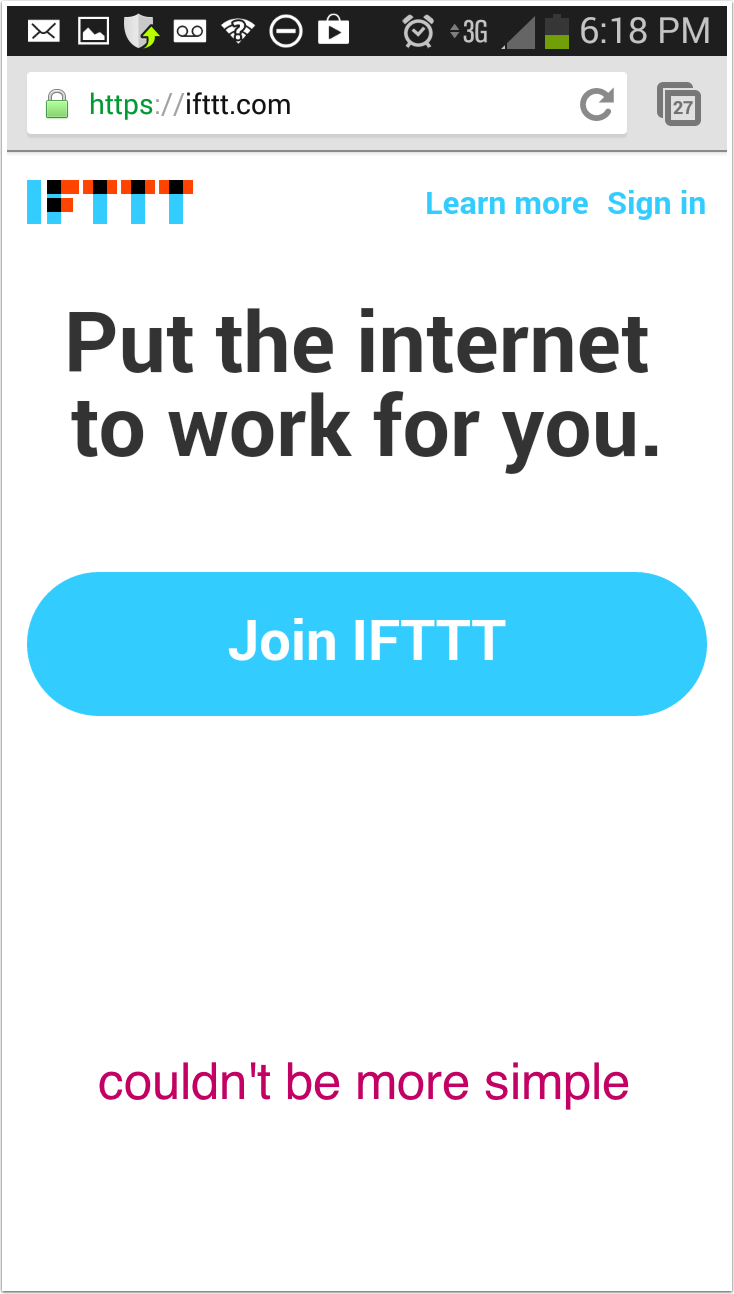 3G 6:18 PM
https://ifttt.com 27
IFTTT Learn more Sign in
Put the internet
to work for you.
Join IFTTT
couldn't be more simple